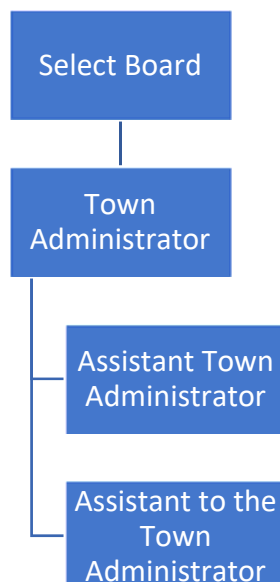 Select Board
Town
Administrator
Assistant Town
Administrator
Assistant to the
Town
Administrator